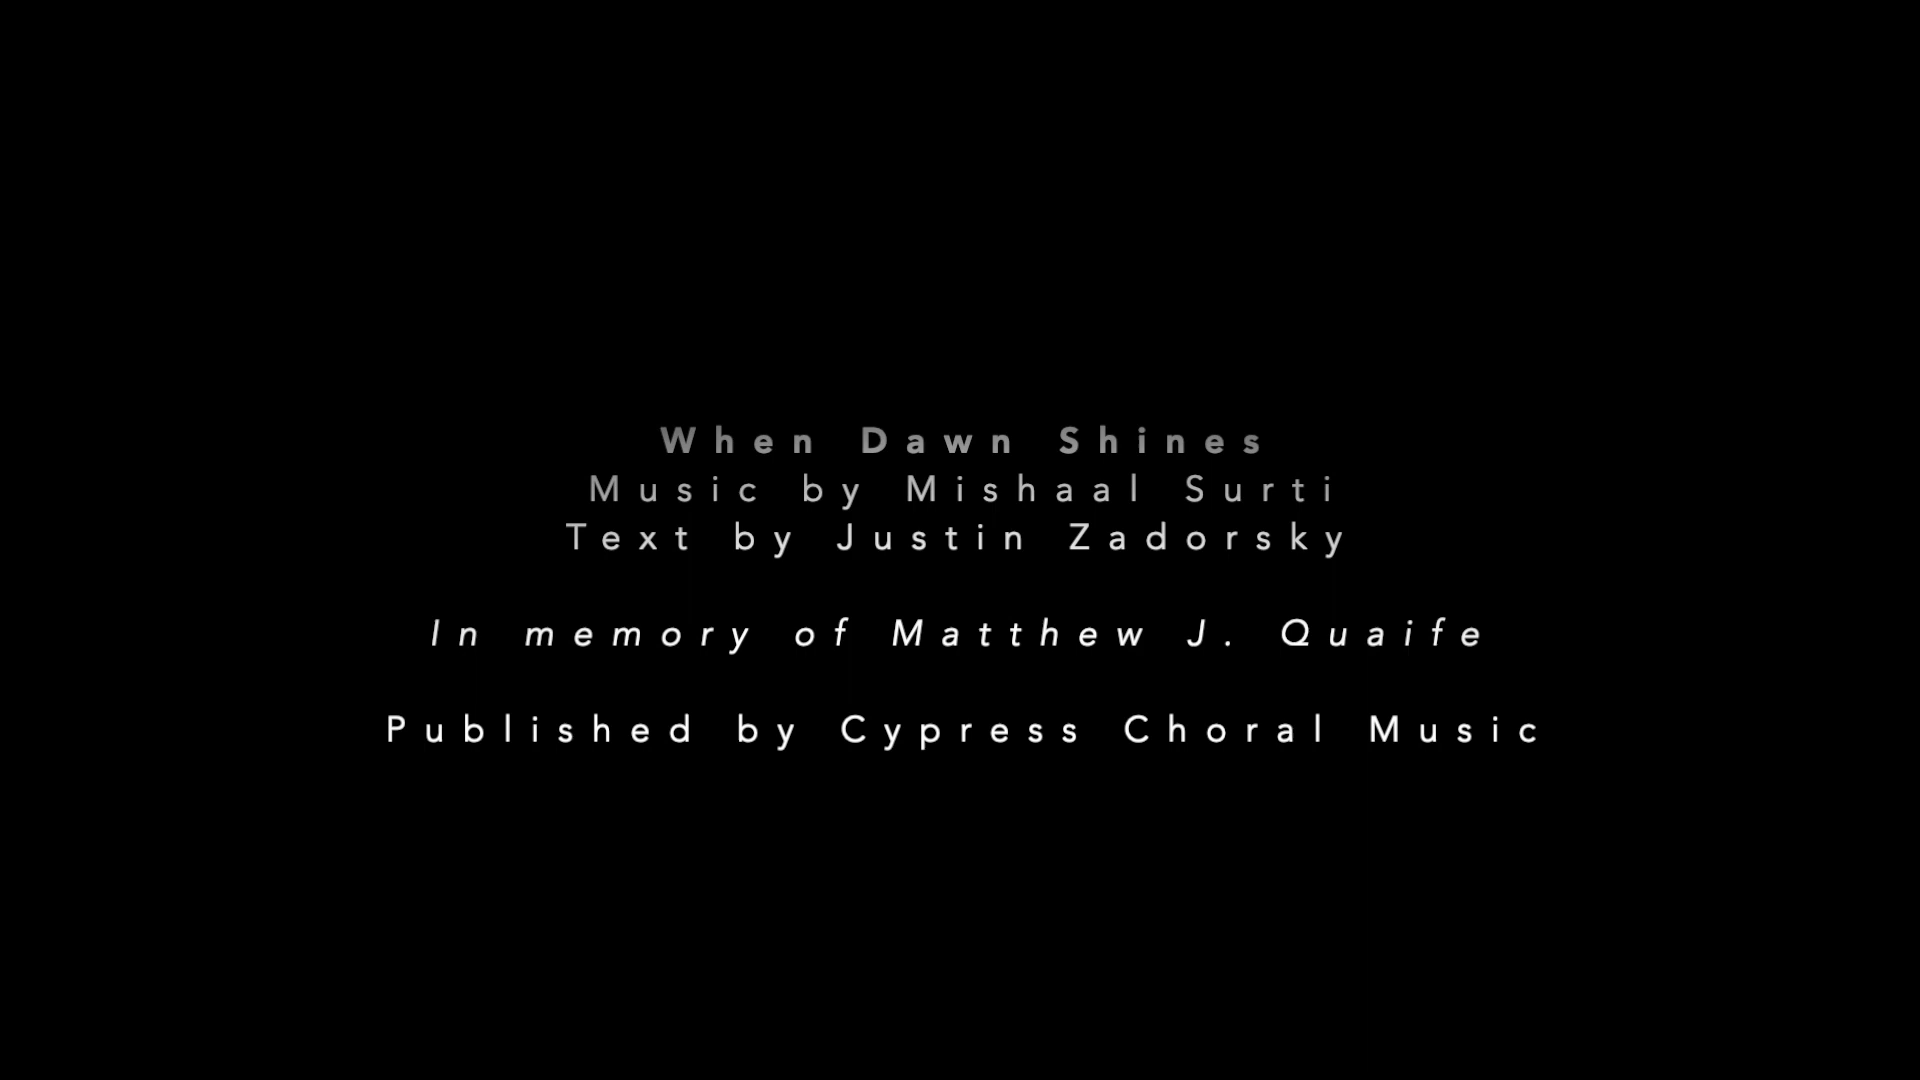 When Dawn Shines
Music by Mishaal Surti
Text by Justin Zadorsky
In memory of Matthew J. Quaife
Published by Cypress Choral Music